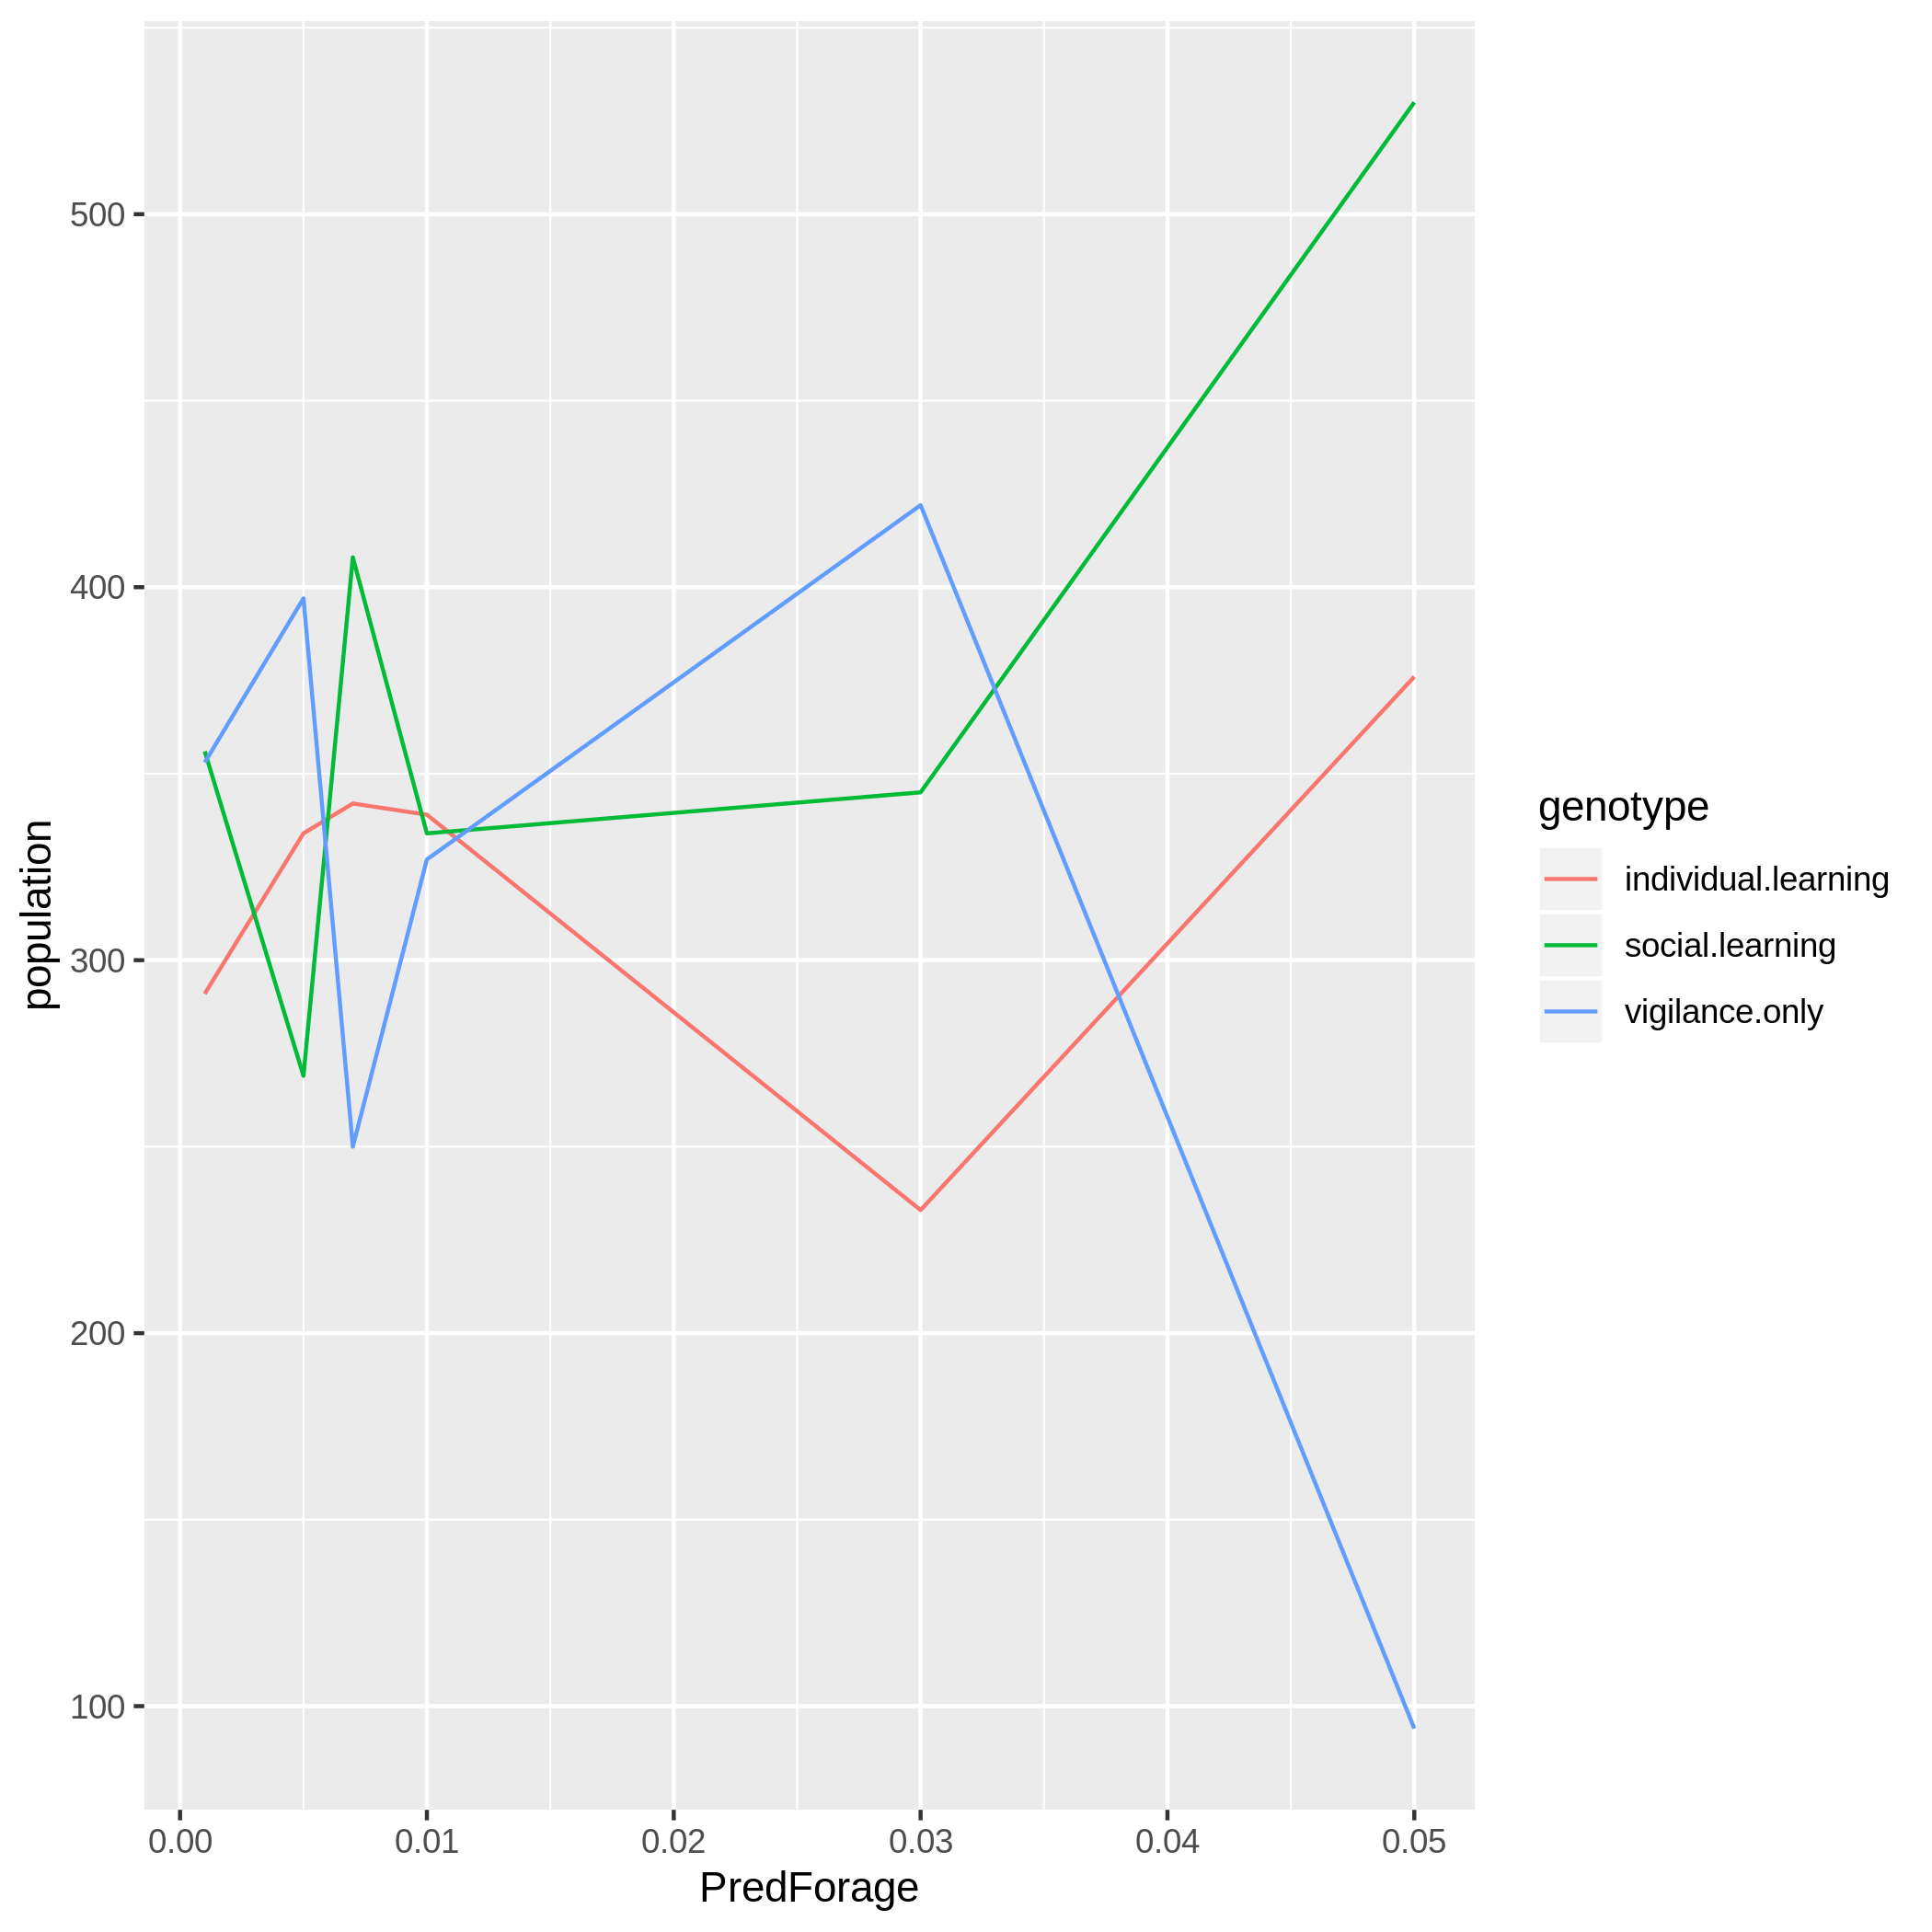 population
500
400
300
200
100
0.00 0.01 0.02 0.03 0.04 0.05
PredForage
genotype
individual.learning
social.learning
vigilance.only